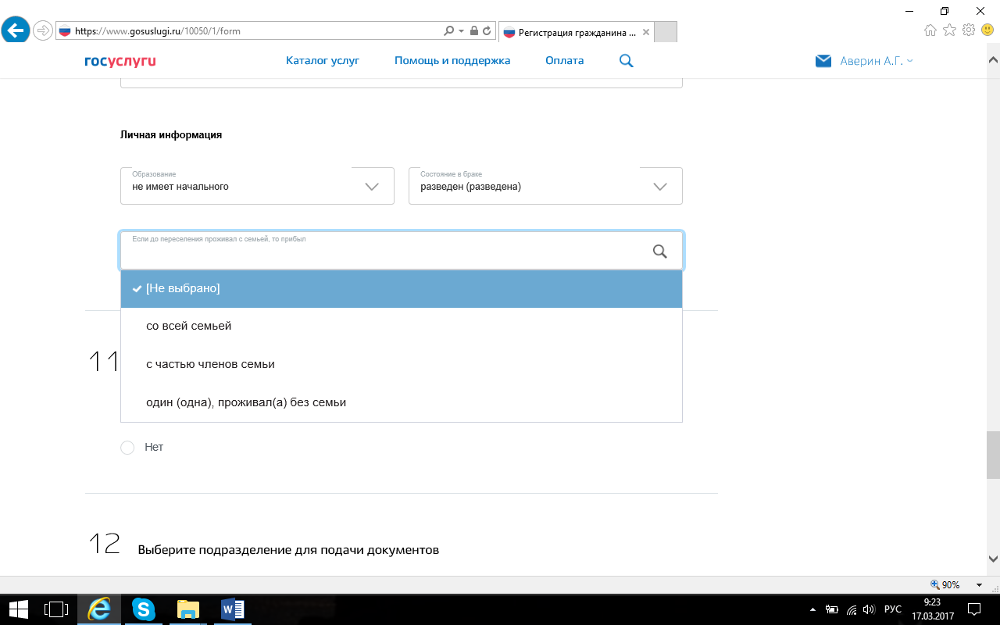 https://www.gosuslugi.ru/10050/1/form
Регистрация гражданина ...
госуслуги
Каталог услуг
Помощь и поддержка
Оплата
Аверин А.Г.
Личная информация
Образование
не имеет начального
Состояние в браке
разведен (разведена)
Если до переселения проживал с семьей, то прибыл
[Не выбрано]
со всей семьей
с частью членов семьи
один (одна), проживал(а) без семьи
11
Нет
12
Выберите подразделение для подачи документов
90%
РУС
9:23
17.03.2017